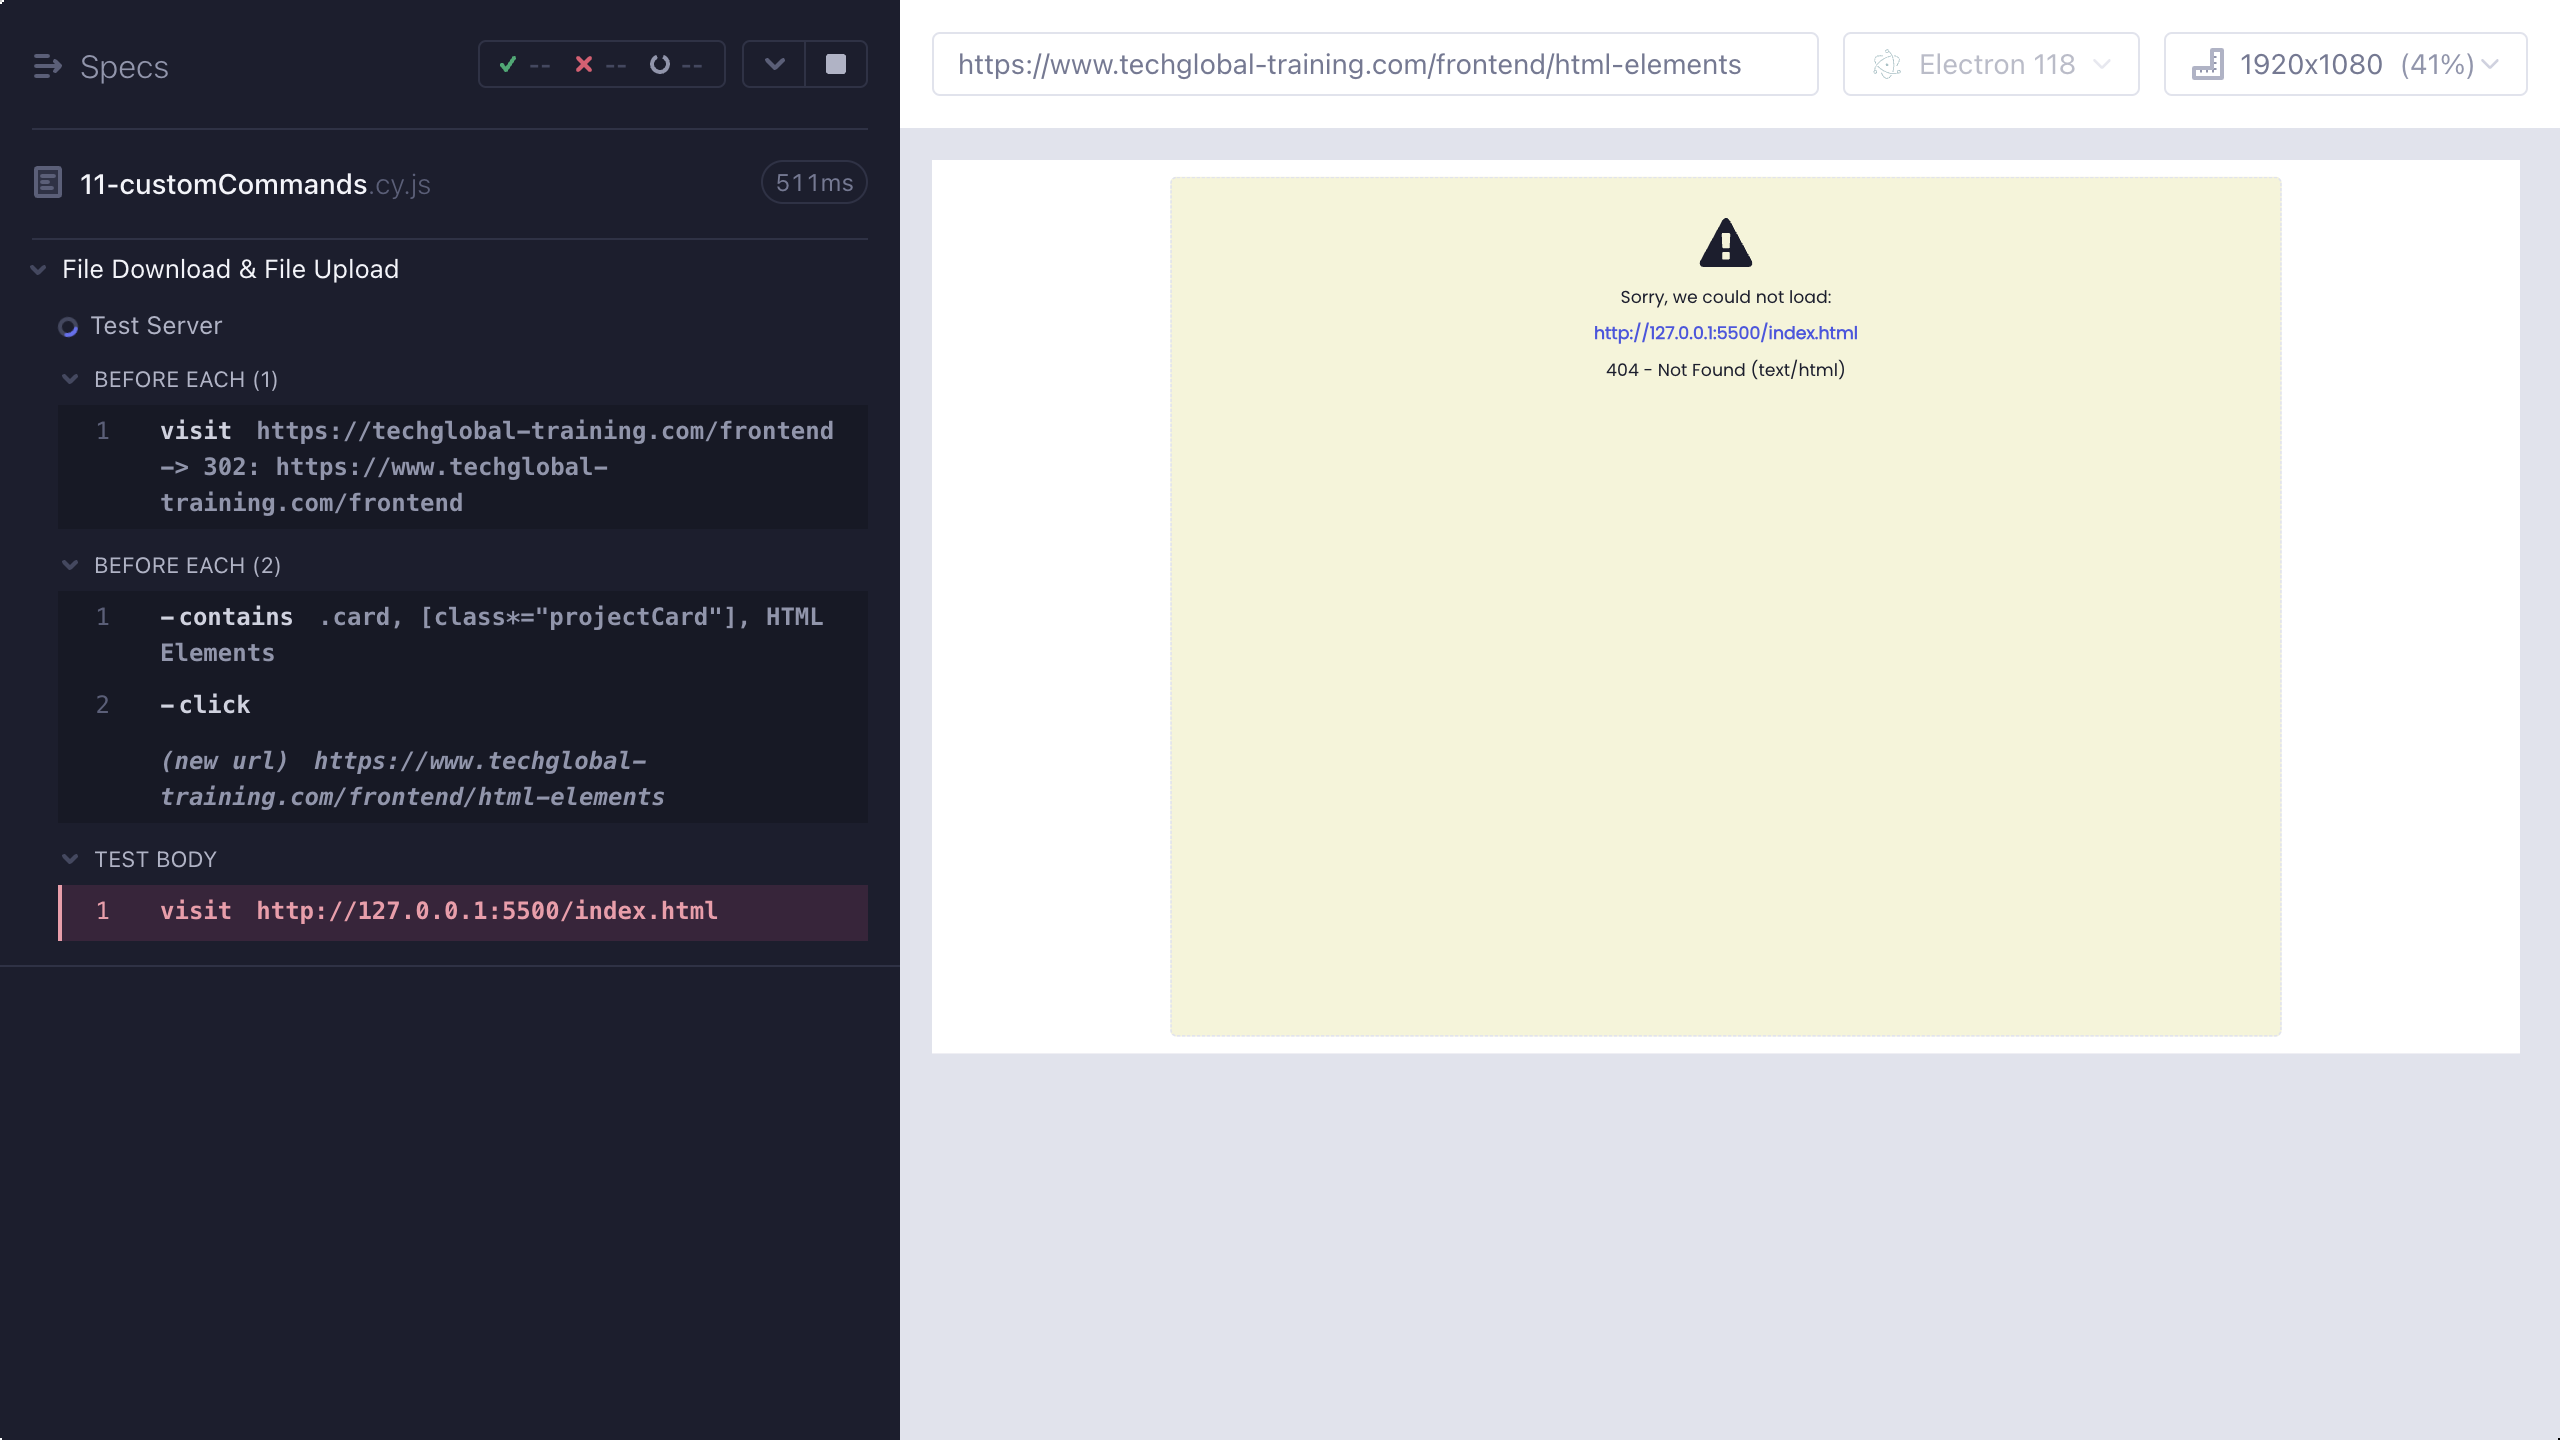 Specs
-- -- --
11-customCommands.cy.js
511ms
File Download & File Upload
Test Server
BEFORE EACH (1)
1 visit https://techglobal-training.com/frontend
-> 302: https://www.techglobal-
training.com/frontend
BEFORE EACH (2)
1 -contains .card, [class*="projectCard"], HTML
Elements
2 -click
(new url) https://www.techglobal-
training.com/frontend/html-elements
TEST BODY
1 visit http://127.0.0.1:5500/index.html
https://www.techglobal-training.com/frontend/html-elements
Electron 118
1920x1080 (41%)
Sorry, we could not load:
http://127.0.0.1:5500/index.html
404 - Not Found (text/html)